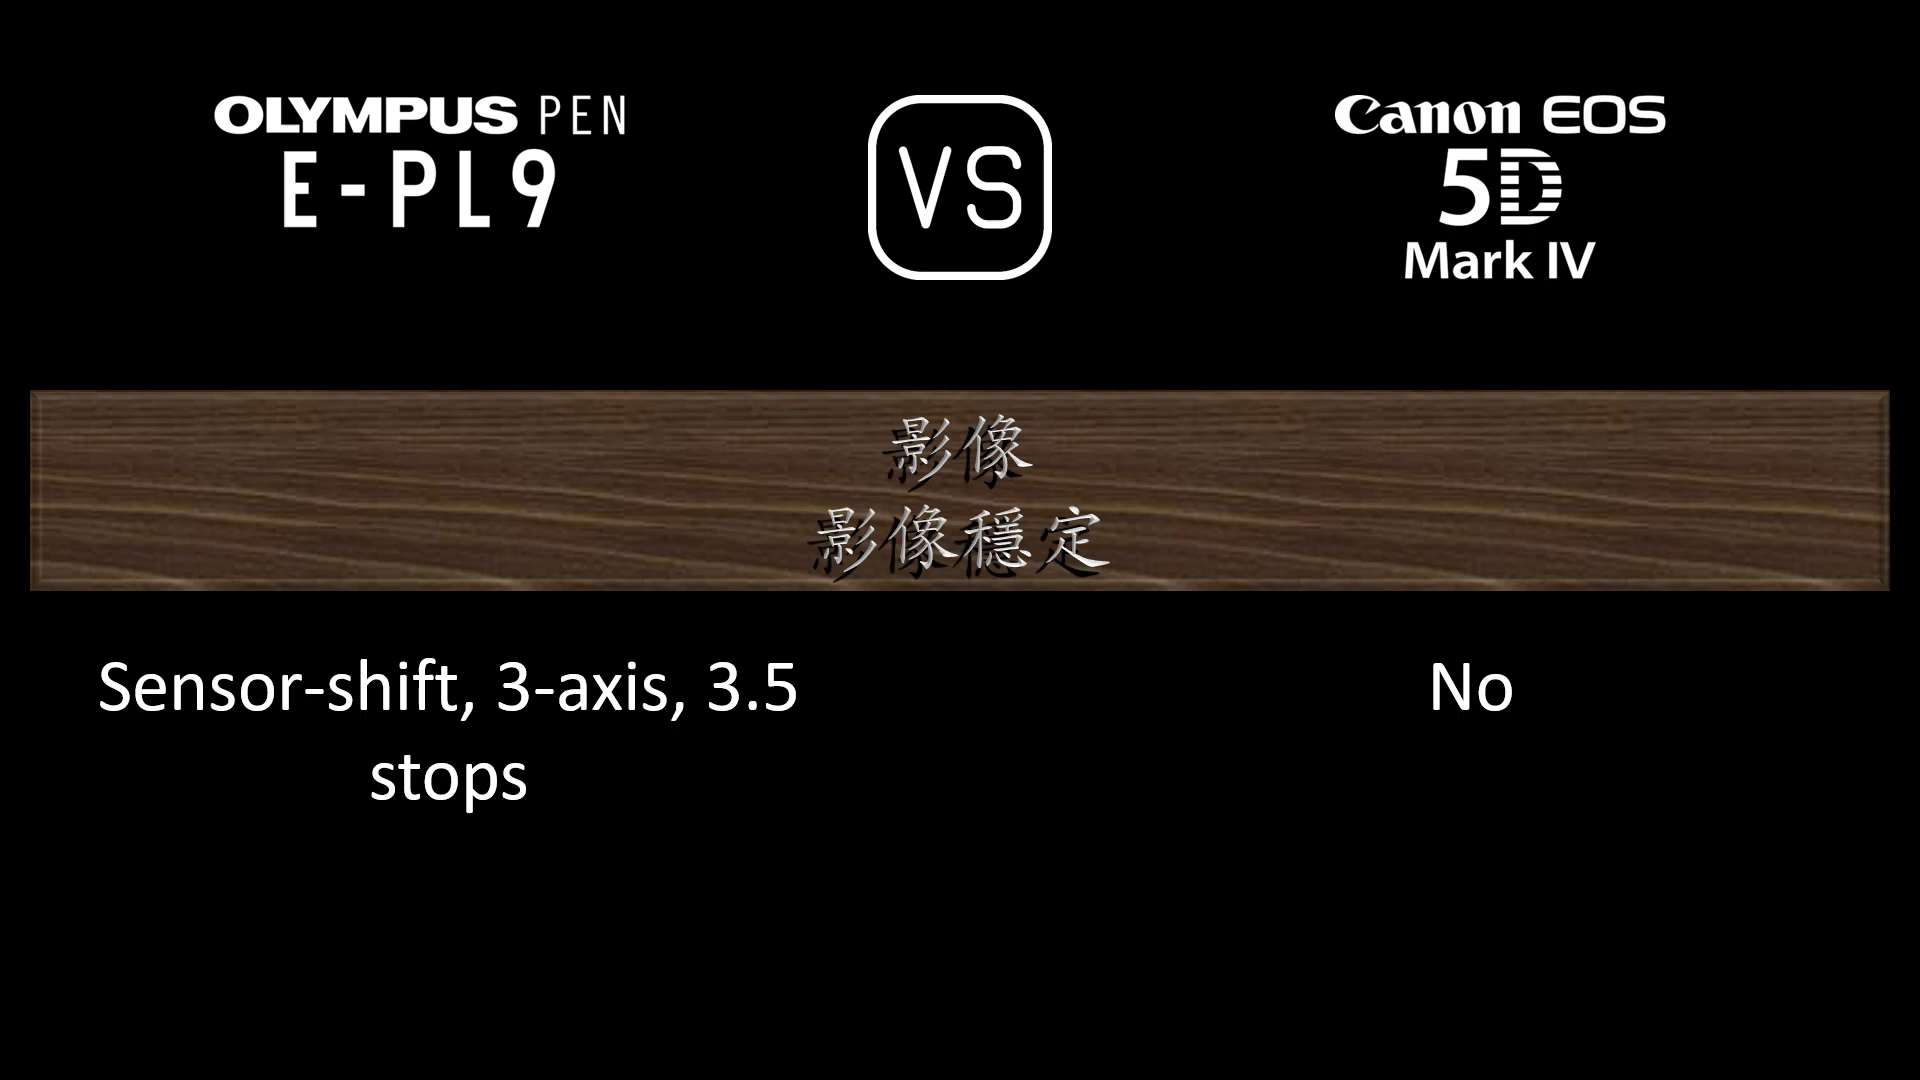 OLYMPUS PEN
E-PL9
VS
Canon EOS
5D
Mark IV
影像
影像穩定
Sensor-shift, 3-axis, 3.5
stops
No